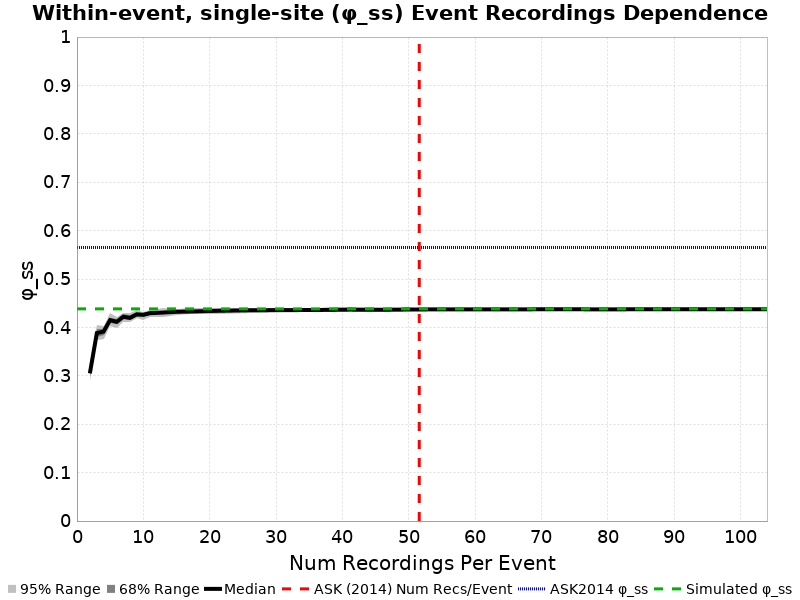 Within-event, single-site (φ_ss) Event Recordings Dependence
1
0.9
0.8
0.7
0.6
0.5
0.4
0.3
0.2
0.1
0
φ_ss
0 10 20 30 40 50 60 70 80 90 100
Num Recordings Per Event
95% Range 68% Range Median ASK (2014) Num Recs/Event ASK2014 φ_ss Simulated φ_ss